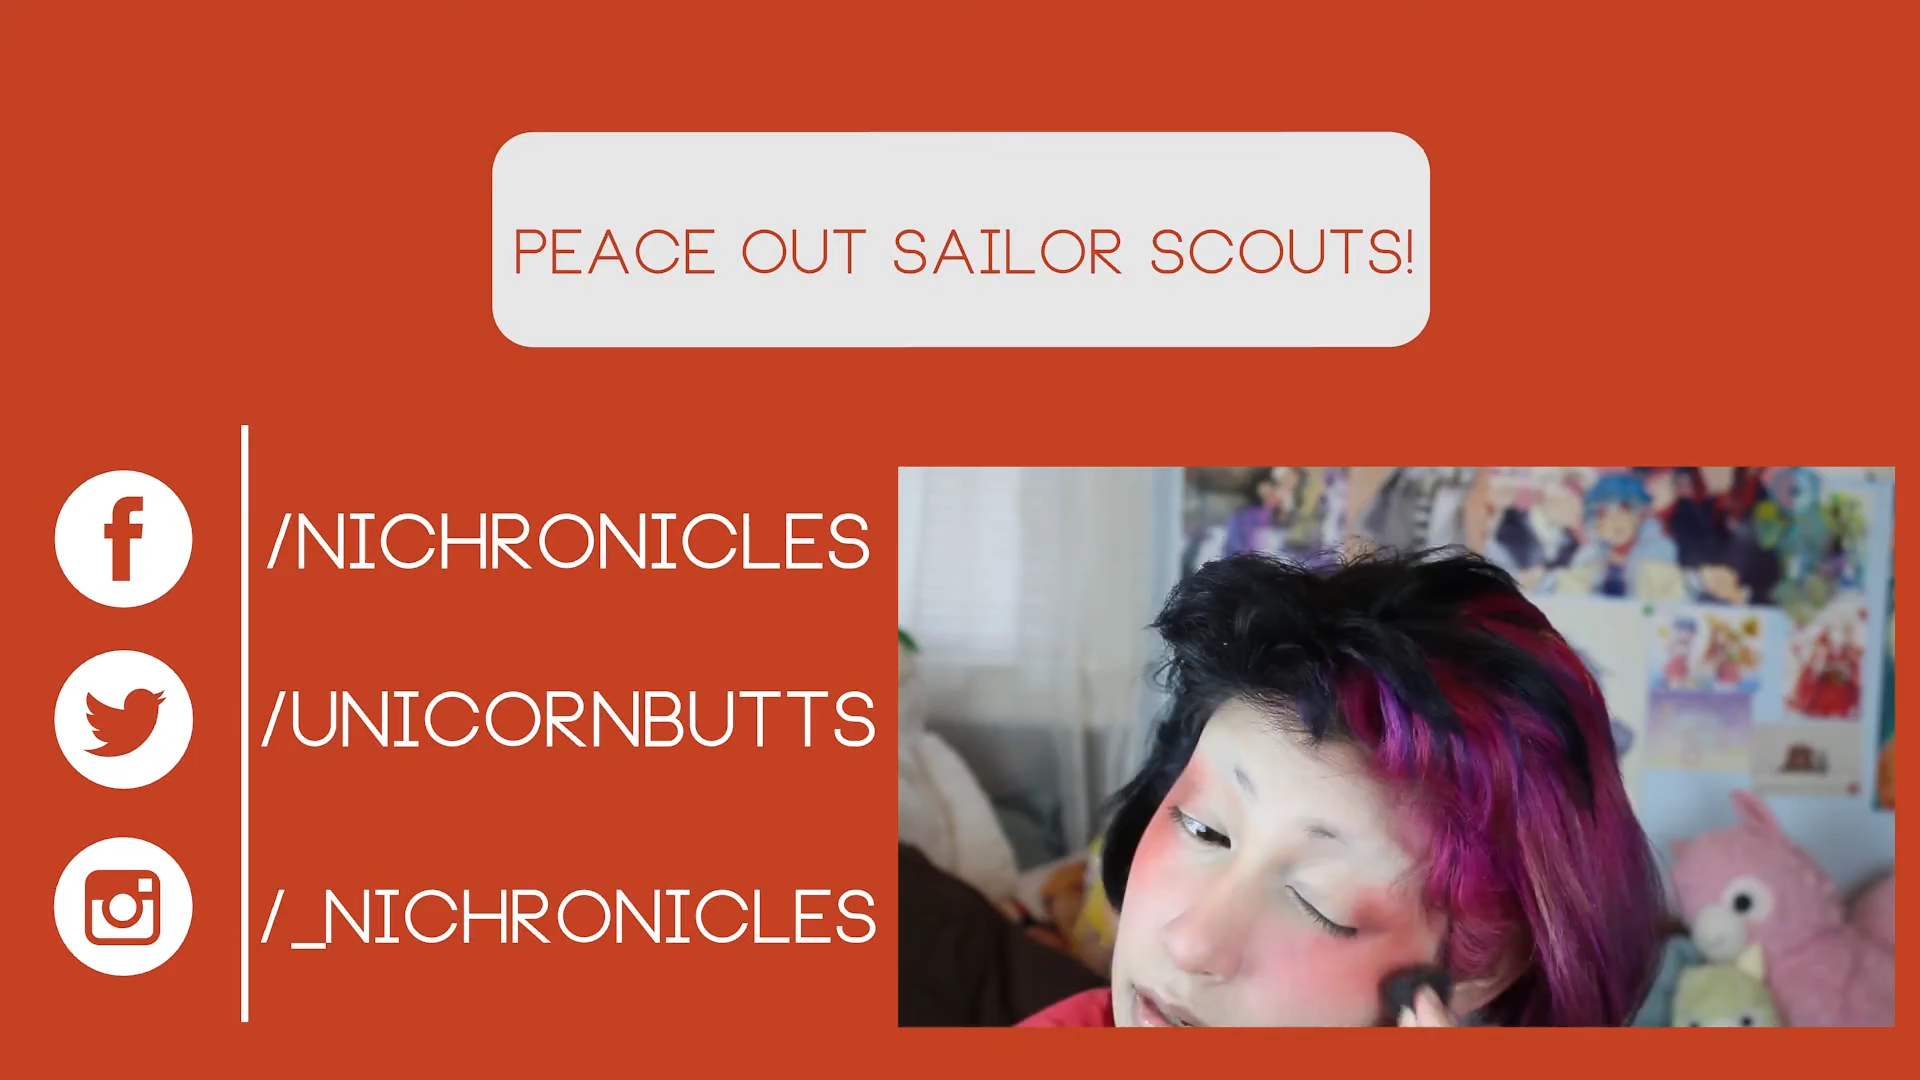 PEACE OUT SAILOR SCOUTS!
/NICHRONICLES
/UNICORNBUTTS
/_NICHRONICLES